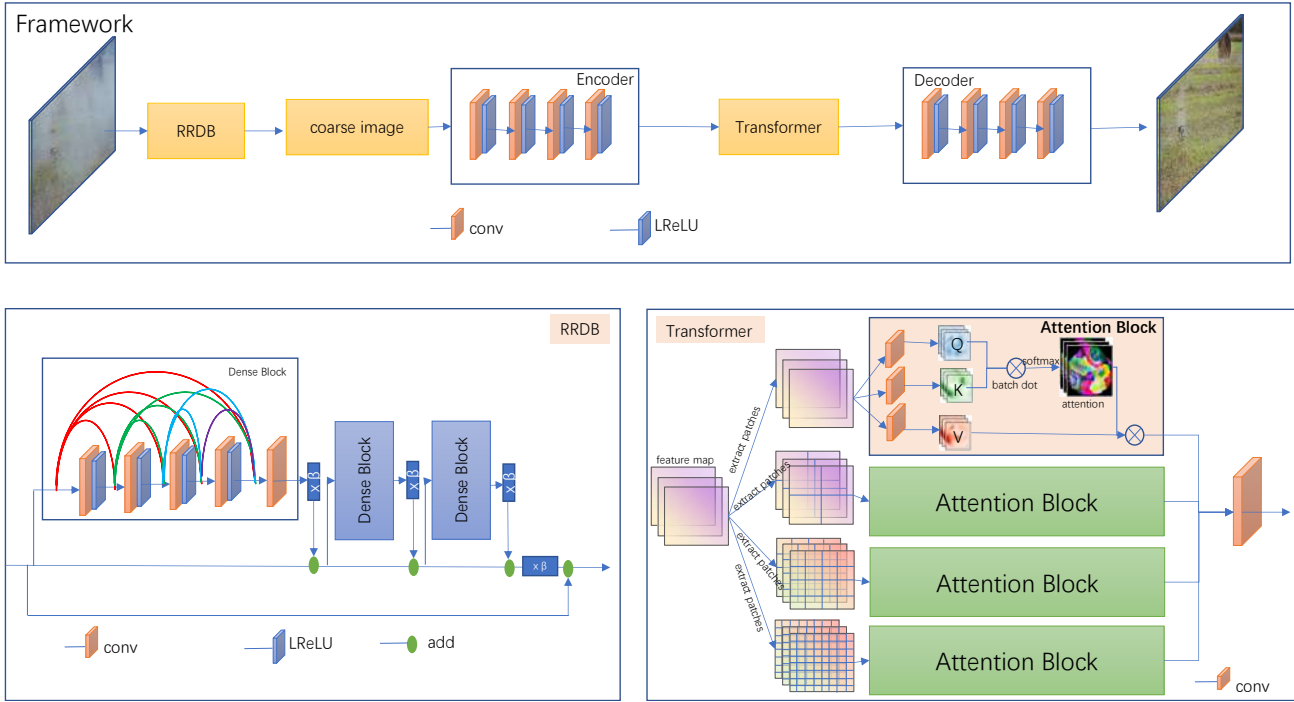 Framework
RRDB
coarse image
Encoder
Transformer
Decoder
conv
LReLU
RRDB
Dense Block
x β
Dense Block
x β
Dense Block
x β
x β
conv
LReLU
add
Transformer
Attention Block
Q
K
V
batch dot
softmax
attention
feature map
extract patches
extract patches
extract patches
extract patches
Attention Block
Attention Block
Attention Block
conv